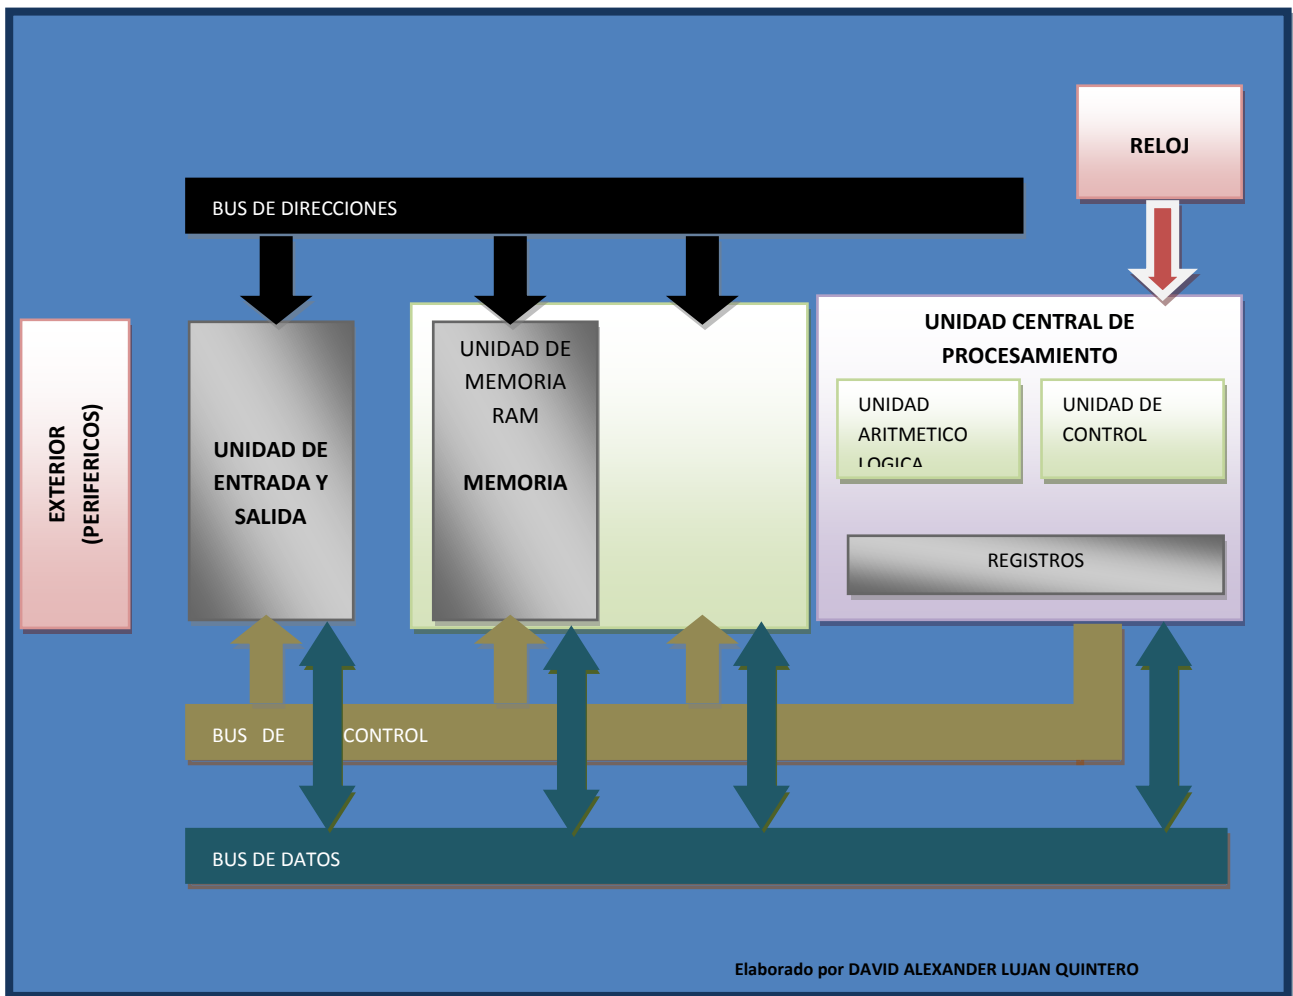 RELOJ
BUS DE DIRECCIONES
EXTERIOR
(PERIFERICOS)
UNIDAD DE
ENTRADA Y
SALIDA
UNIDAD DE
MEMORIA
RAM
MEMORIA
UNIDAD CENTRAL DE
PROCESAMIENTO
UNIDAD
ARITMETICO
LOGICA
UNIDAD DE
CONTROL
REGISTROS
BUS DE CONTROL
BUS DE DATOS
Elaborado por DAVID ALEXANDER LUJAN QUINTERO